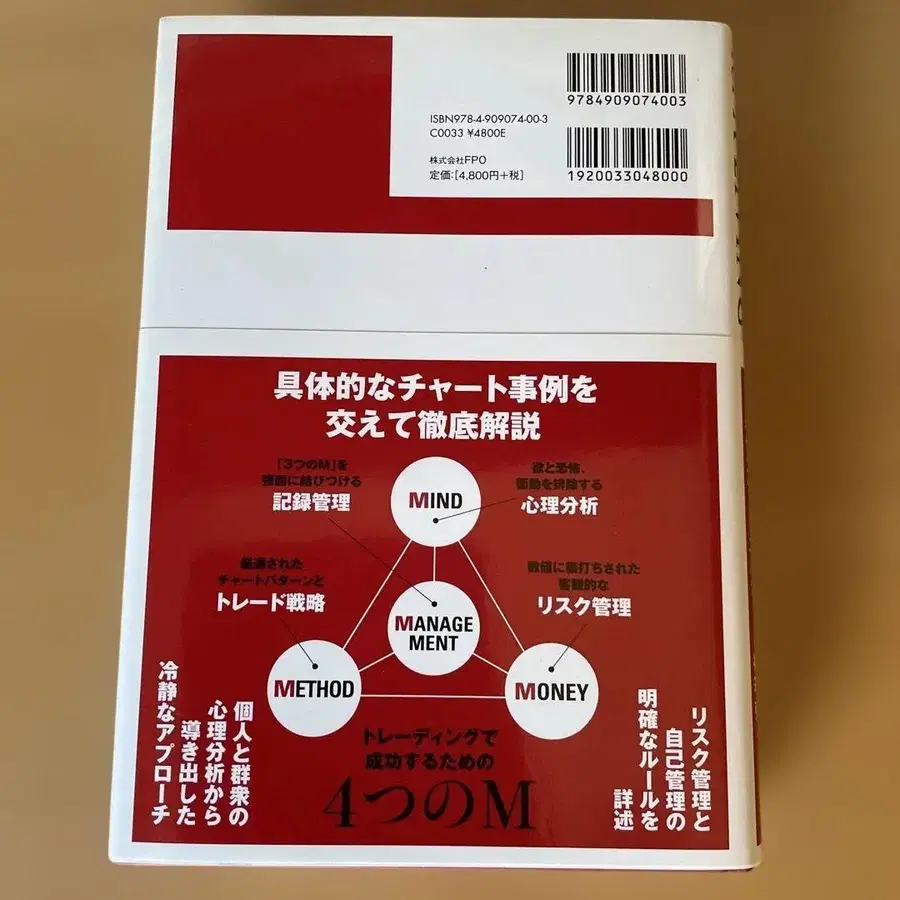 9784909074003
ISBN978-4-909074-00-3
C0033 ¥4800E
1920033048000
株式会社FPO
定価:[4,800円+税]
具体的なチャート事例を
交えて徹底解説
「3つのM」を
強固に結びつける
記録管理
MIND
欲と恐怖、
衝動を排除する
心理分析
厳選された
チャートパターンと
トレード戦略
MANAGE
MENT
数値に裏打ちされた
客観的な
リスク管理
METHOD
MONEY
トレーディングで
成功するための
4つのM
リスク管理と
自己管理の
明確なルールを
詳述
個人と群衆の
心理分析から
導き出した
冷静なアプローチ